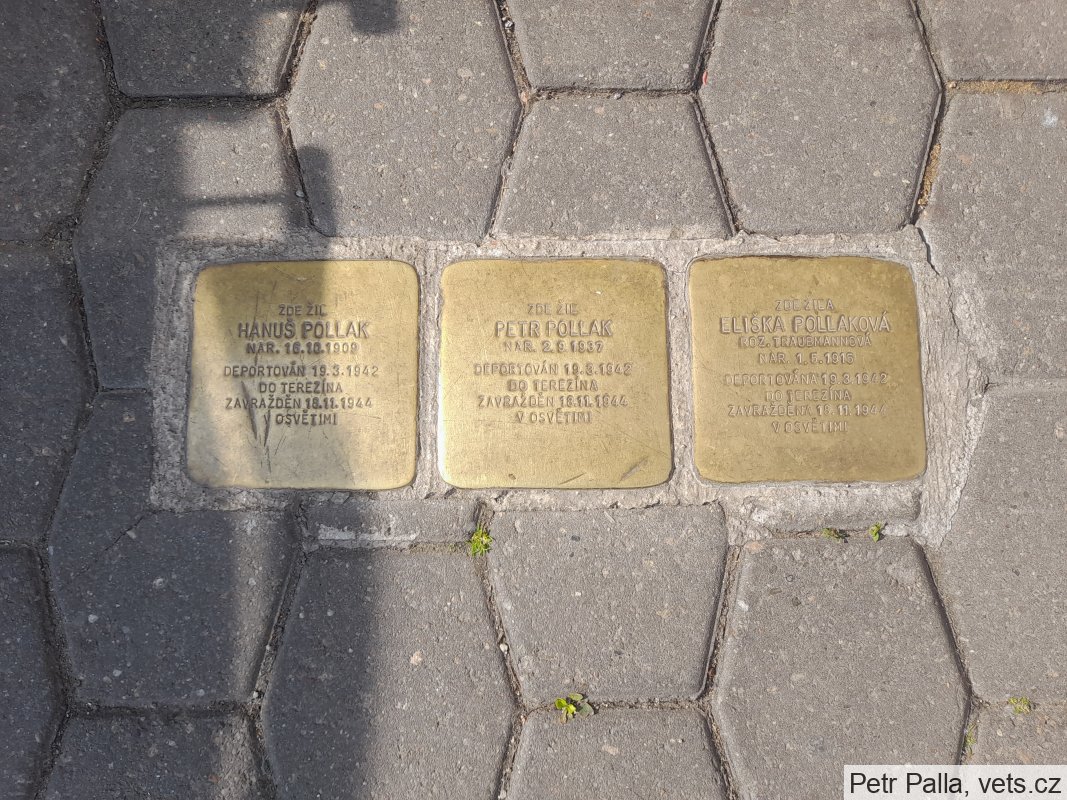 ZDE ŽIL
HANUŠ POLLAK
NAR. 16.10.1909
DEPORTOVÁN 19.3.1942
DO TEREZÍNA
ZAVRAŽDĚN 18.11.1944
V OSVĚTIMI
ZDE ŽIL
PETR POLLAK
NAR. 2.9.1937
DEPORTOVÁN 19.3.1942
DO TEREZÍNA
ZAVRAŽDĚN 18.11.1944
V OSVĚTIMI
ZDE ŽILA
ELIŠKA POLLAKOVÁ
ROZ. TRAUBMANNOVÁ
NAR. 1.5.1915
DEPORTOVÁNA 19.3.1942
DO TEREZÍNA
ZAVRAŽDĚNA 18.11.1944
V OSVĚTIMI
Petr Palla, vets.cz